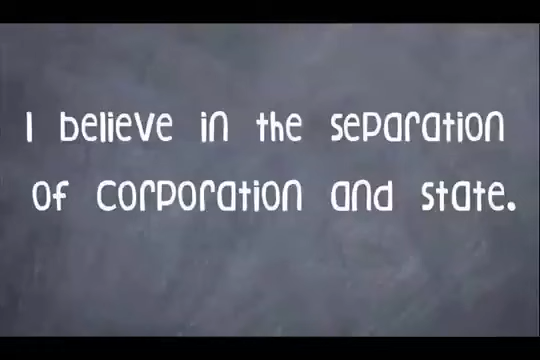 I believe in the separation
of corporation and state.